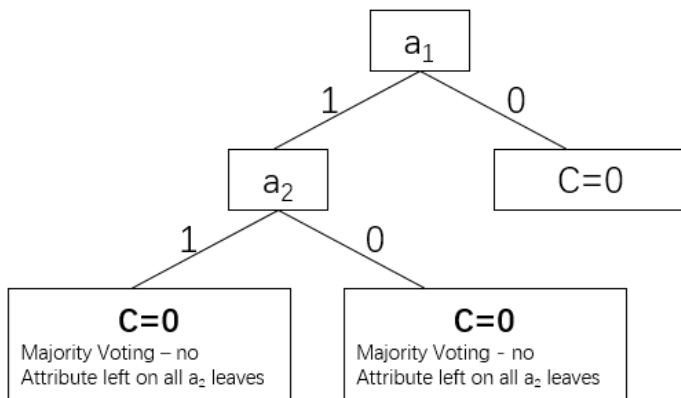 a₁
1 0
a₂ C=0
1 0
C=0 C=0
Majority Voting – no Majority Voting - no
Attribute left on all a₂ leaves Attribute left on all a₂ leaves